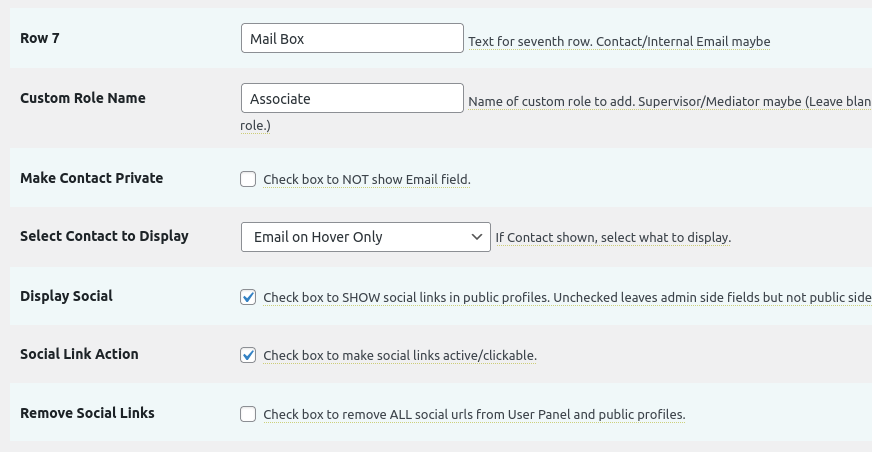 Row 7 Mail Box Text for seventh row. Contact/Internal Email maybe
Custom Role Name Associate Name of custom role to add. Supervisor/Mediator maybe (Leave blan
role.)
Make Contact Private Check box to NOT show Email field.
Select Contact to Display Email on Hover Only If Contact shown, select what to display.
Display Social Check box to SHOW social links in public profiles. Unchecked leaves admin side fields but not public side
Social Link Action Check box to make social links active/clickable.
Remove Social Links Check box to remove ALL social urls from User Panel and public profiles.